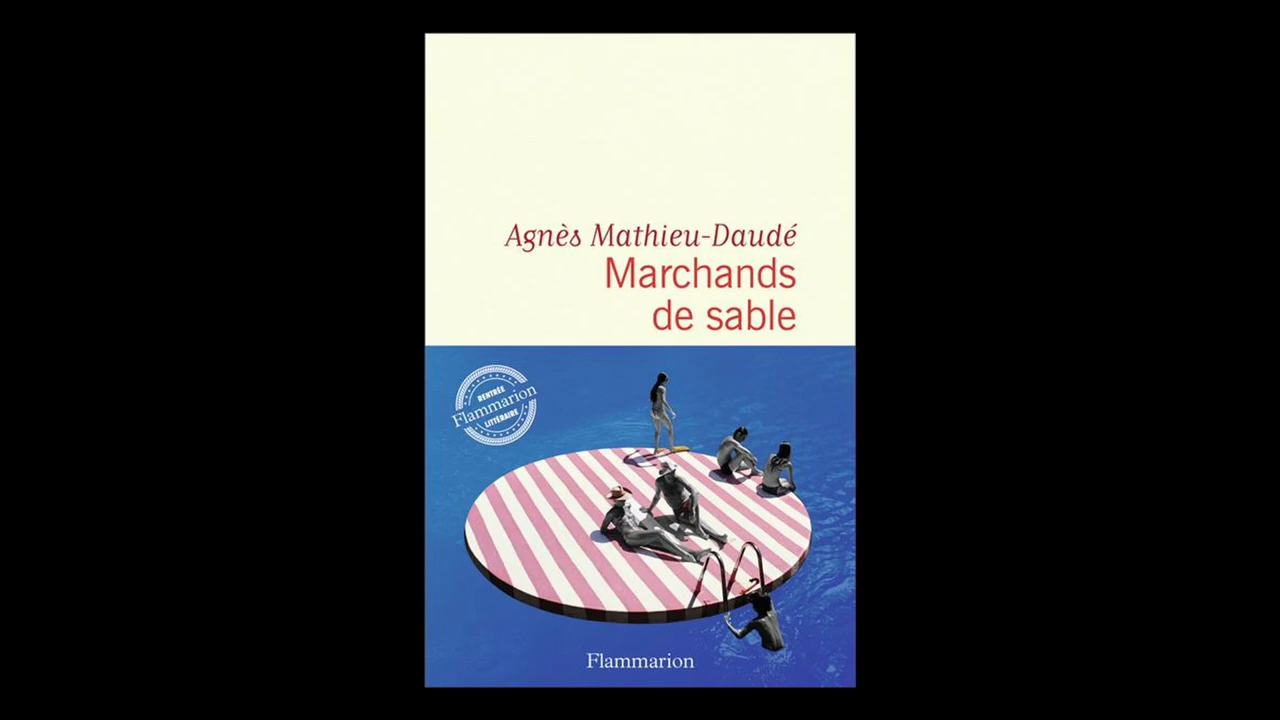 Agnès Mathieu-Daudé
Marchands
de sable
RENTRÉE
Flammarion
LITTÉRAIRE
Flammarion